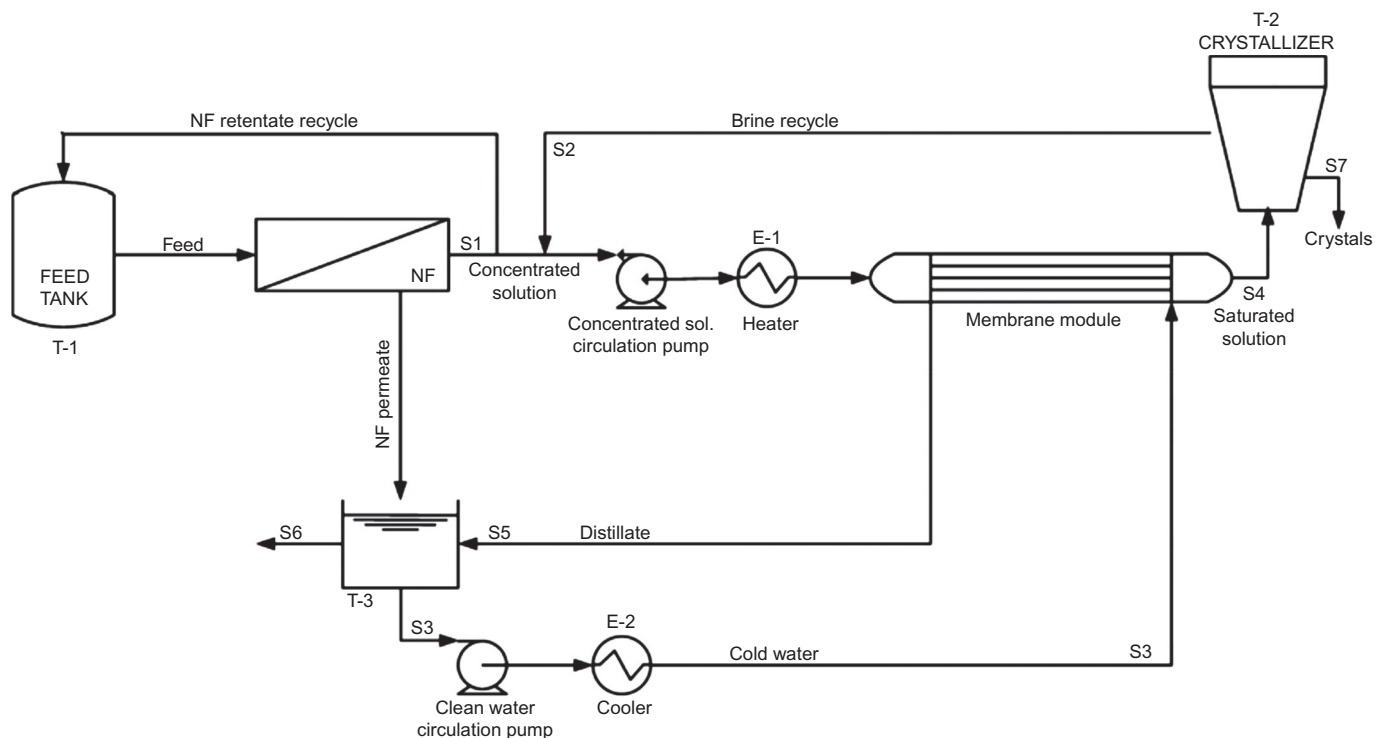 T-2
CRYSTALLIZER
NF retentate recycle
Brine recycle
S2
S7
Crystals
Feed
S1
Concentrated
solution
NF
E-1
FEED
TANK
T-1
Concentrated sol.
circulation pump
Heater
Membrane module
S4
Saturated
solution
NF permeate
S6
S5
Distillate
T-3
S3
E-2
Cold water
S3
Clean water
circulation pump
Cooler